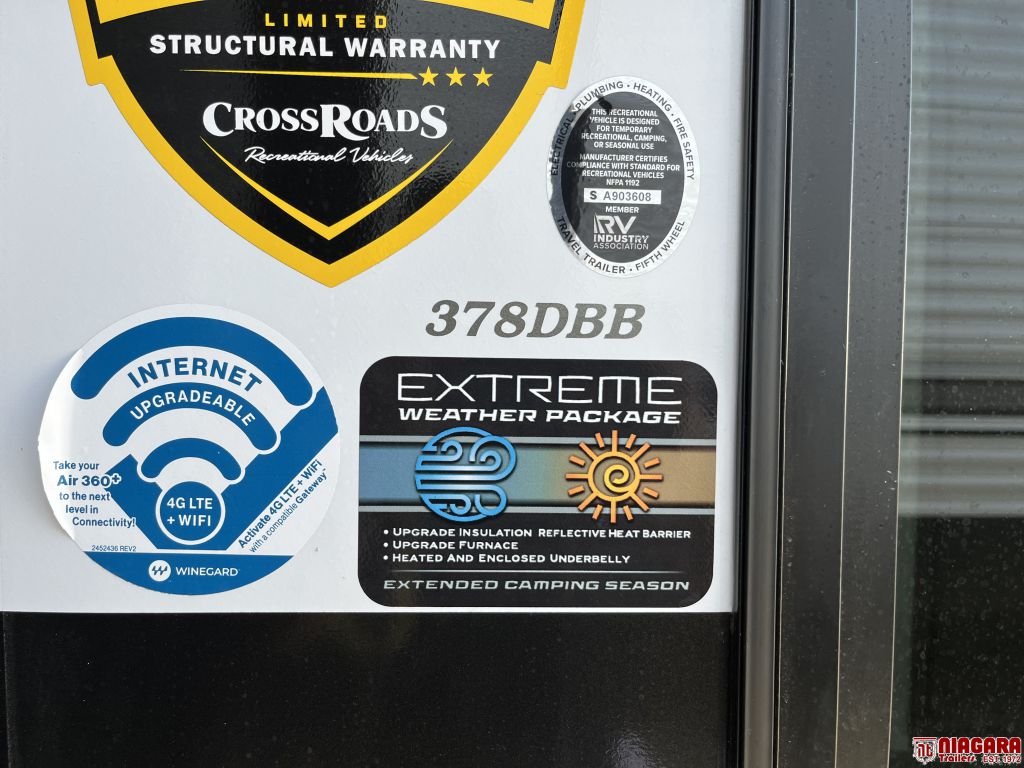 LIMITED
STRUCTURAL WARRANTY
CROSSROADS
Recreational Vehicles
ELECTRICAL · PLUMBING · HEATING · FIRE SAFETY
THIS RECREATIONAL
VEHICLE IS DESIGNED
FOR TEMPORARY
RECREATIONAL, CAMPING,
OR SEASONAL USE
MANUFACTURER CERTIFIES
COMPLIANCE WITH STANDARD FOR
RECREATIONAL VEHICLES
NFPA 1192
S A903608
MEMBER
RV
INDUSTRY
ASSOCIATION
TRAVEL TRAILER · FIFTH WHEEL
378DBB
INTERNET
UPGRADEABLE
Take your
Air 360+
to the next
level in
Connectivity!
4G LTE
+ WIFI
Activate 4G LTE + WiFi
with a compatible Gateway™
2452436 REV2
WINEGARD
EXTREME
WEATHER PACKAGE
• UPGRADE INSULATION REFLECTIVE HEAT BARRIER
• UPGRADE FURNACE
• HEATED AND ENCLOSED UNDERBELLY
EXTENDED CAMPING SEASON
NIAGARA
Trailers EST. 1972